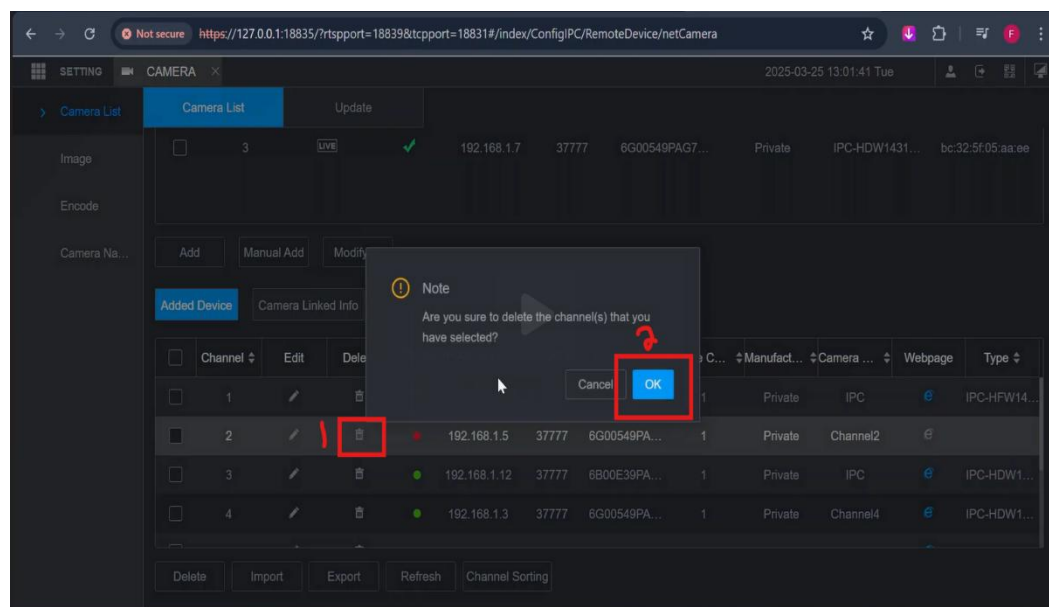 Not secure https://127.0.0.1:18835/?rtspport=18839&tcpport=18831#/index/ConfigIPC/RemoteDevice/netCamera F
SETTING CAMERA 2025-03-25 13:01:41 Tue
Camera List Camera List Update
3 LIVE 192.168.1.7 37777 6G00549PAG7... Private IPC-HDW1431... bc:32:5f:05:aa:ee
Image
Encode
Camera Na... Add Manual Add Modify
Note
Added Device Camera Linked Info
Are you sure to delete the channel(s) that you
have selected?
2
Channel Edit Dele C... Manufact... Camera ... Webpage Type
Cancel OK
1 1 Private IPC IPC-HFW14...
1
2 192.168.1.5 37777 6G00549PA... 1 Private Channel2
3 192.168.1.12 37777 6B00E39PA... 1 Private IPC IPC-HDW1...
4 192.168.1.3 37777 6G00549PA... 1 Private Channel4 IPC-HDW1...
Delete Import Export Refresh Channel Sorting